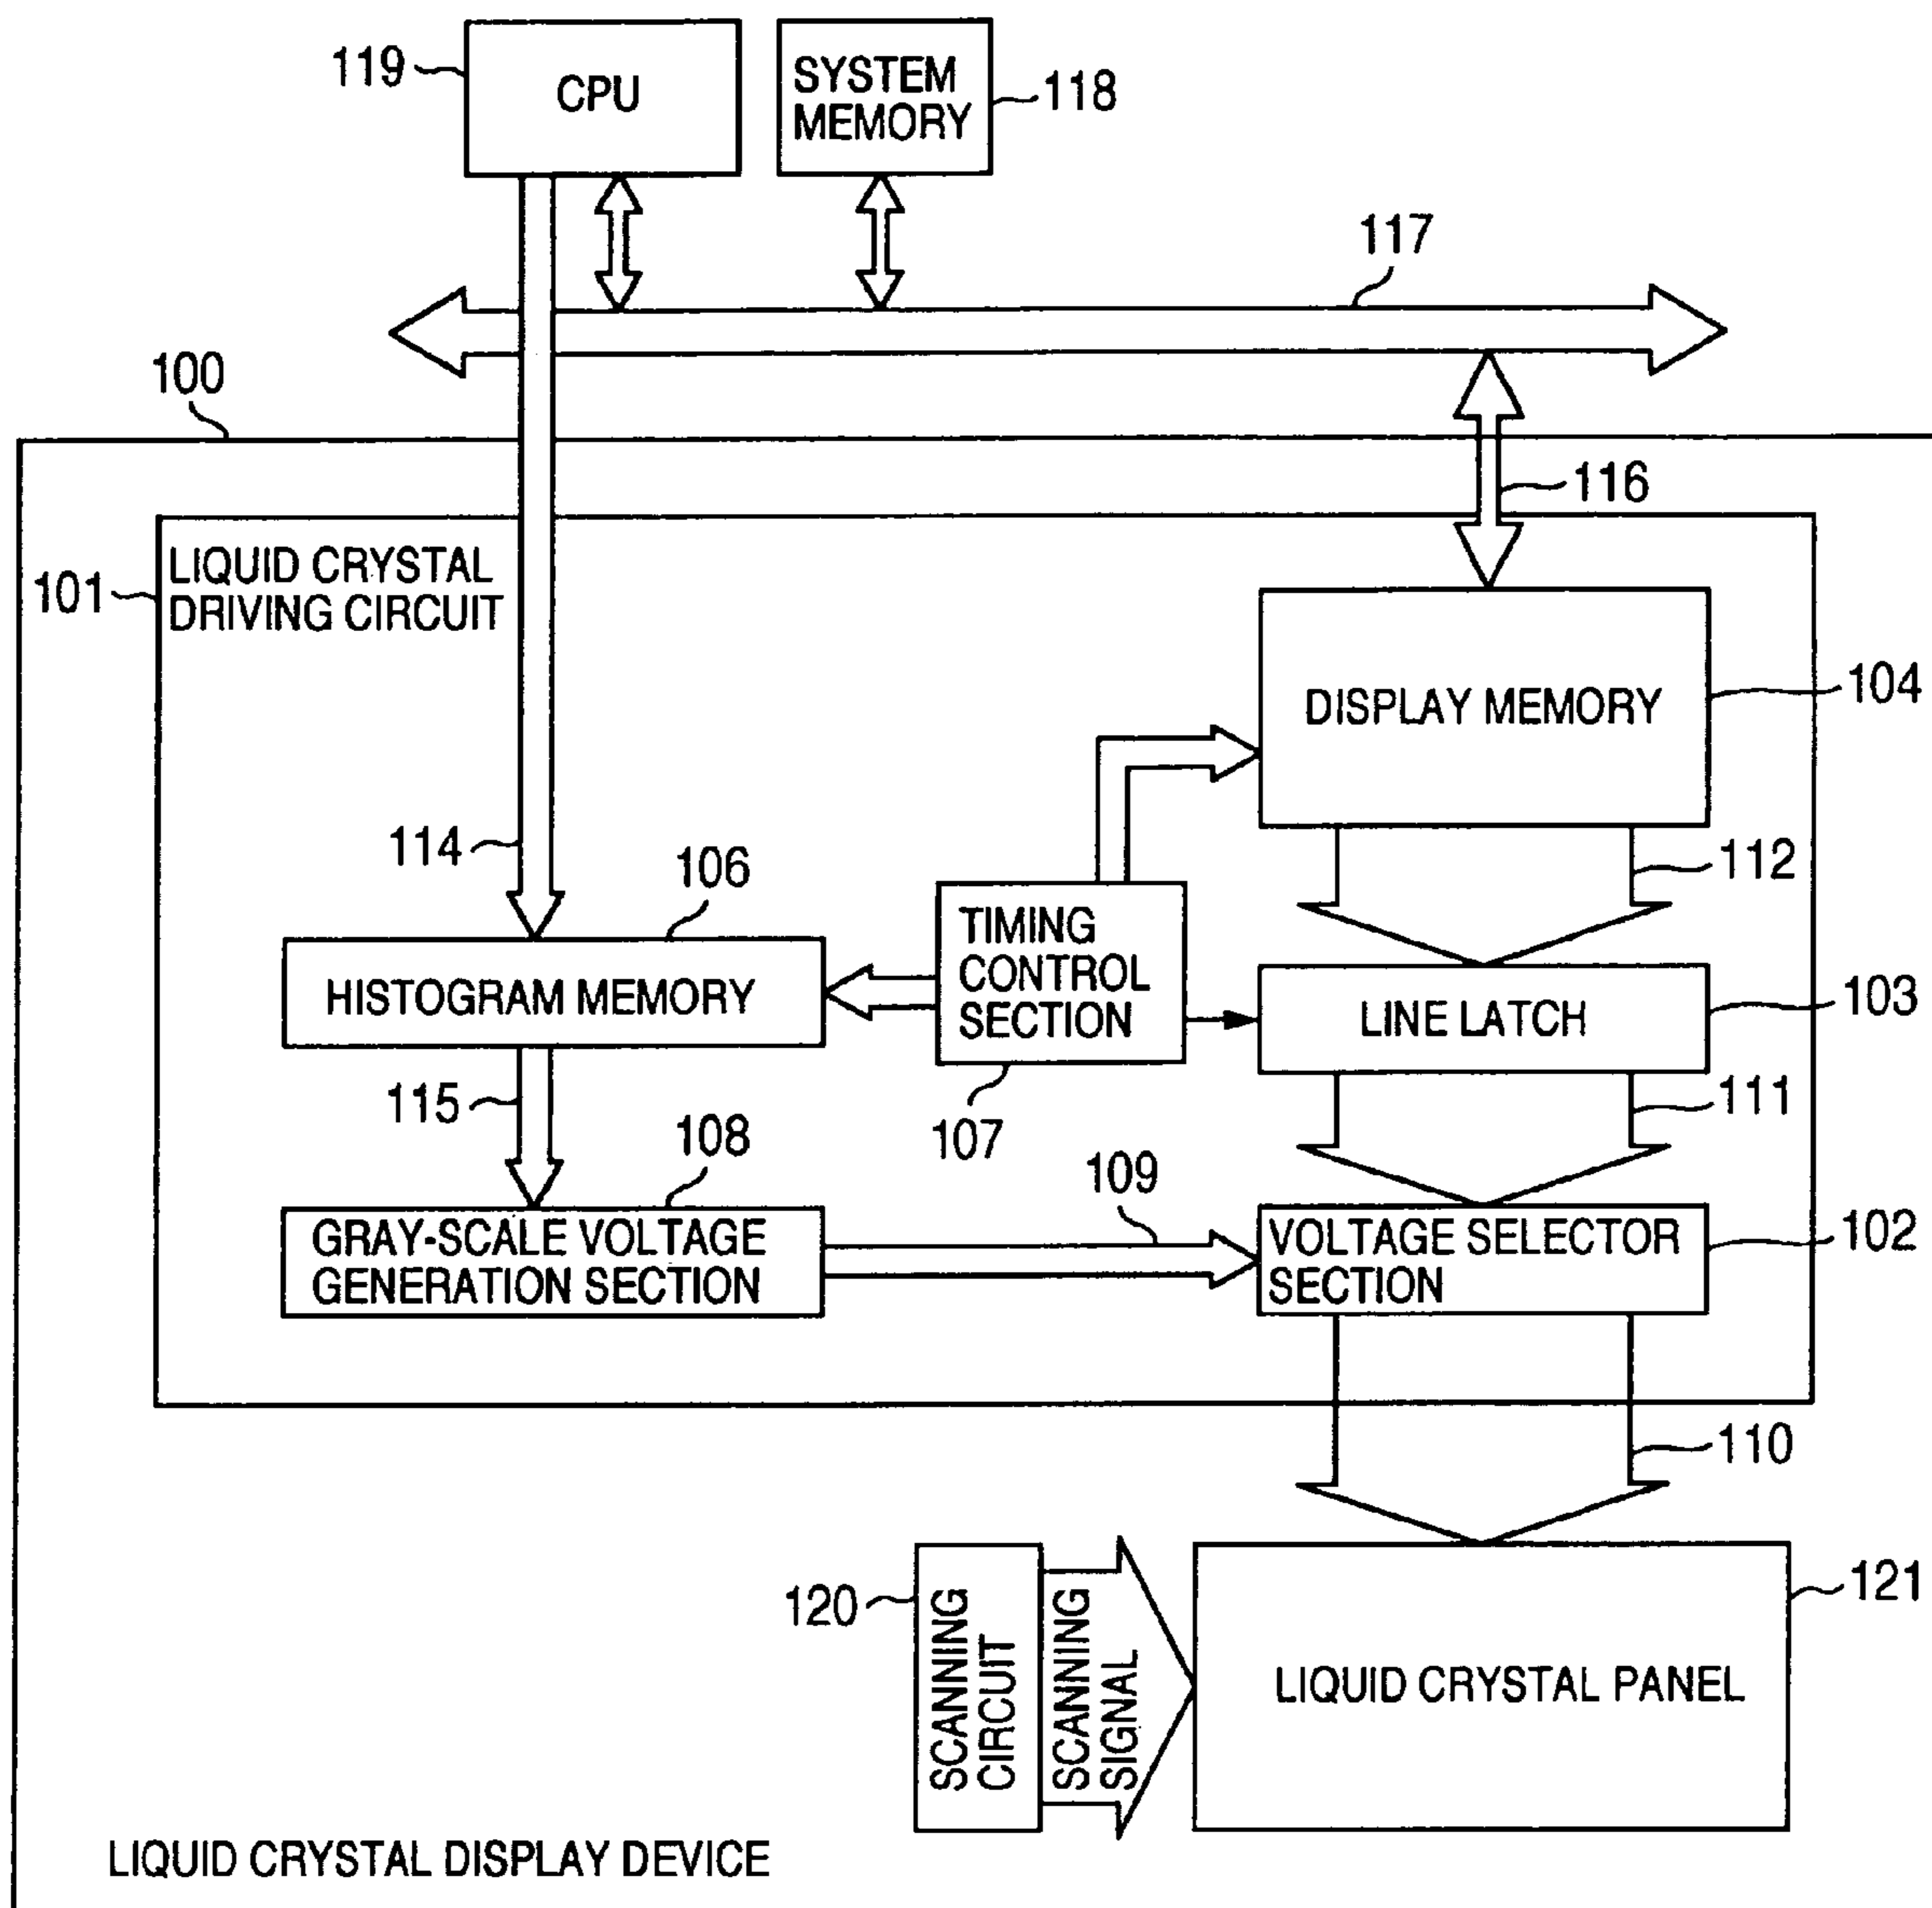 119
CPU
SYSTEM
MEMORY
118
117
100
116
101
LIQUID CRYSTAL
DRIVING CIRCUIT
DISPLAY MEMORY
104
114
106
112
TIMING
CONTROL
SECTION
HISTOGRAM MEMORY
LINE LATCH
103
115
108
107
109
111
GRAY-SCALE VOLTAGE
GENERATION SECTION
VOLTAGE SELECTOR
SECTION
102
110
120
SCANNING
CIRCUIT
SCANNING
SIGNAL
LIQUID CRYSTAL PANEL
121
LIQUID CRYSTAL DISPLAY DEVICE